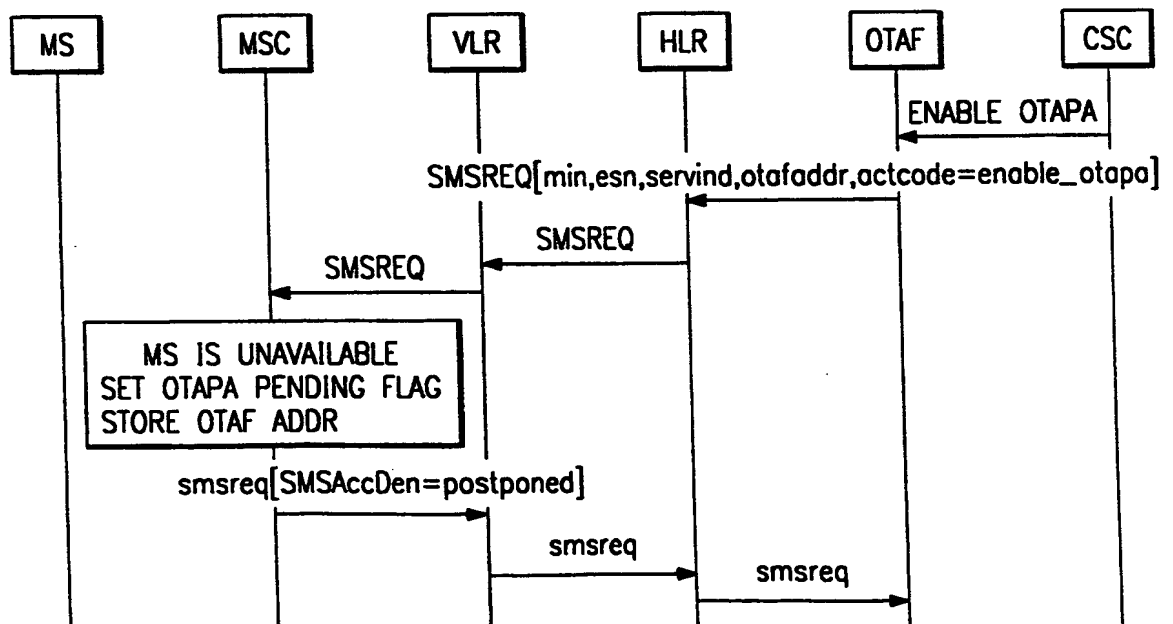 MS
MSC
VLR
HLR
OTAF
CSC
ENABLE OTAPA
SMSREQ[min,esn,servind,otafaddr,actcode=enable_otapa]
SMSREQ
SMSREQ
MS IS UNAVAILABLE
SET OTAPA PENDING FLAG
STORE OTAF ADDR
smsreq[SMSAccDen=postponed]
smsreq
smsreq